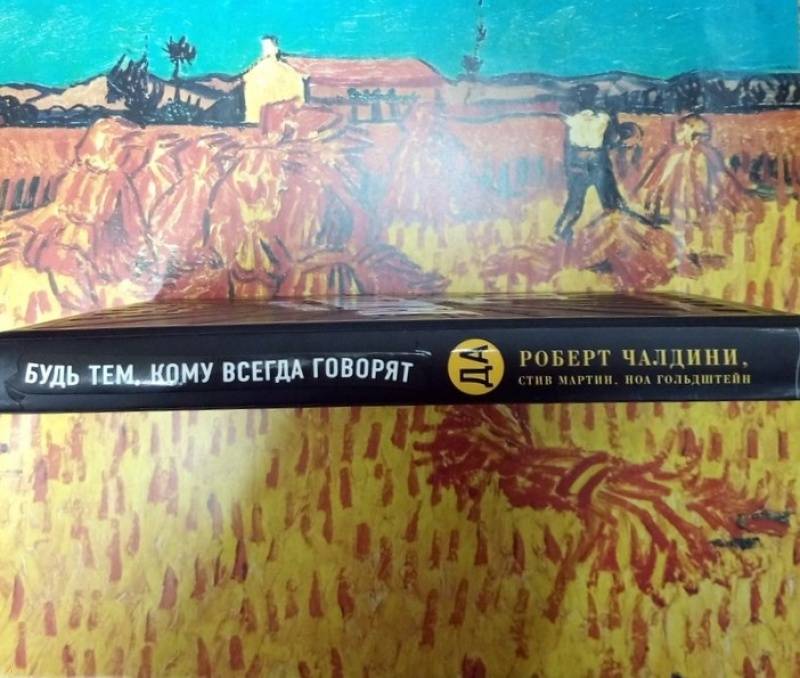 БУДЬ ТЕМ, КОМУ ВСЕГДА ГОВОРЯТ
ДА
РОБЕРТ ЧАЛДИНИ,
СТИВ МАРТИН, НОА ГОЛЬДШТЕЙН